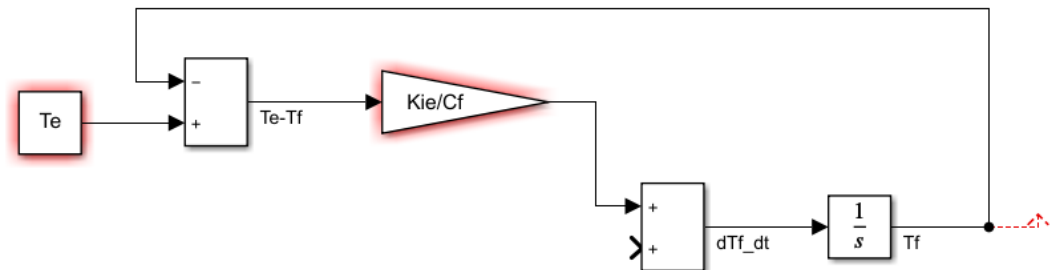 −
Te
+
Te-Tf
Kie/Cf
+
+
dTf_dt
1
s
Tf